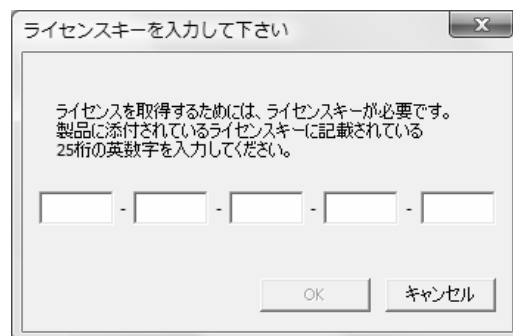 ライセンスキーを入力して下さい
ライセンスを取得するためには、ライセンスキーが必要です。
製品に添付されているライセンスキーに記載されている
25桁の英数字を入力してください。
- - - -
OK キャンセル